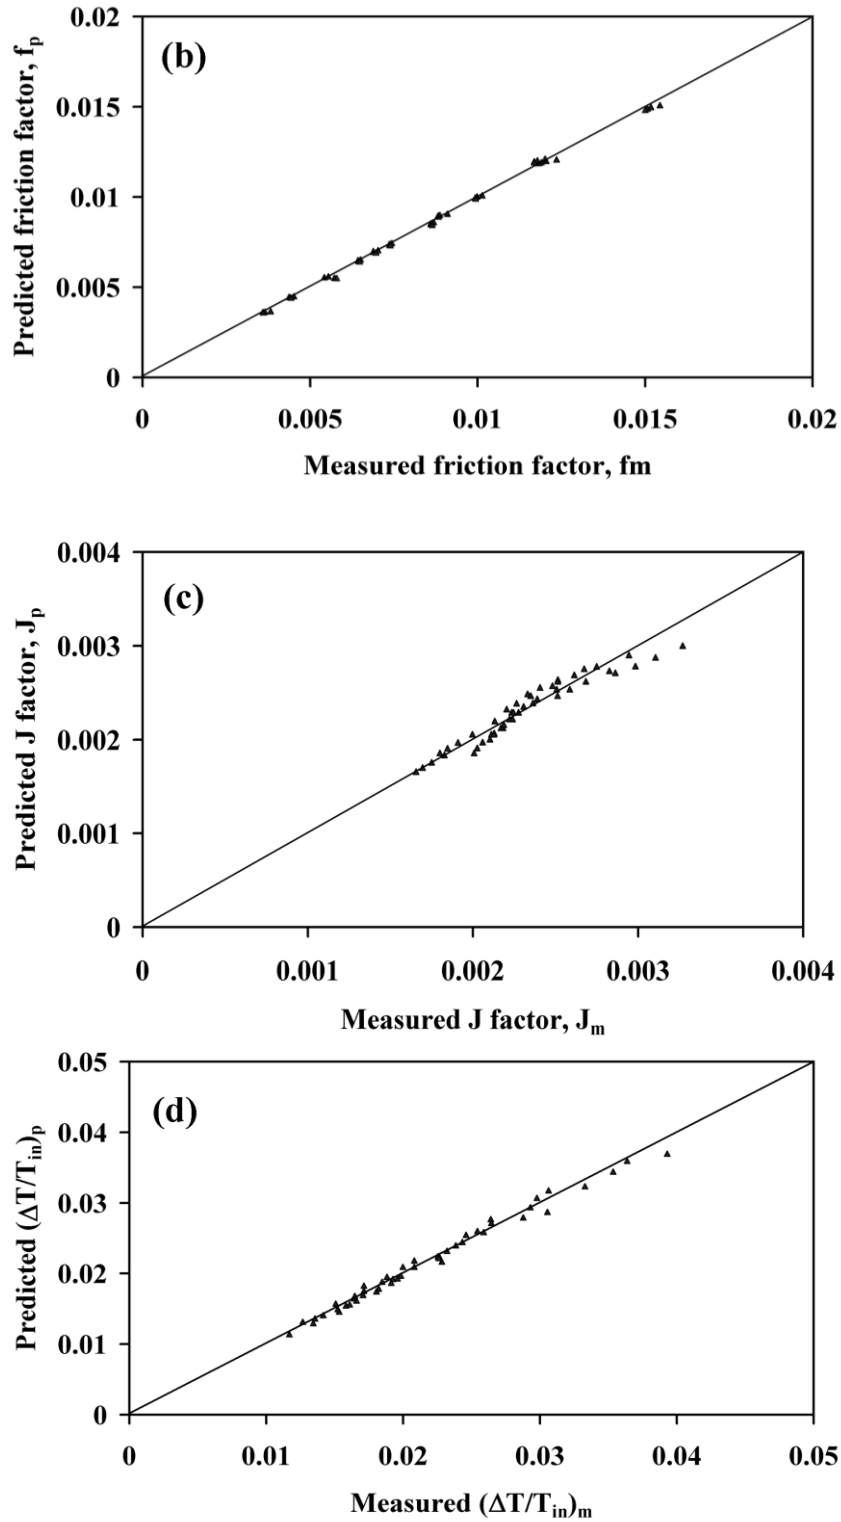 (b)
Predicted friction factor, fp
0.02
0.015
0.01
0.005
0
0 0.005 0.01 0.015 0.02
Measured friction factor, fm
(c)
Predicted J factor, Jp
0.004
0.003
0.002
0.001
0
0 0.001 0.002 0.003 0.004
Measured J factor, Jm
(d)
Predicted (ΔT/Tin)p
0.05
0.04
0.03
0.02
0.01
0
0 0.01 0.02 0.03 0.04 0.05
Measured (ΔT/Tin)m